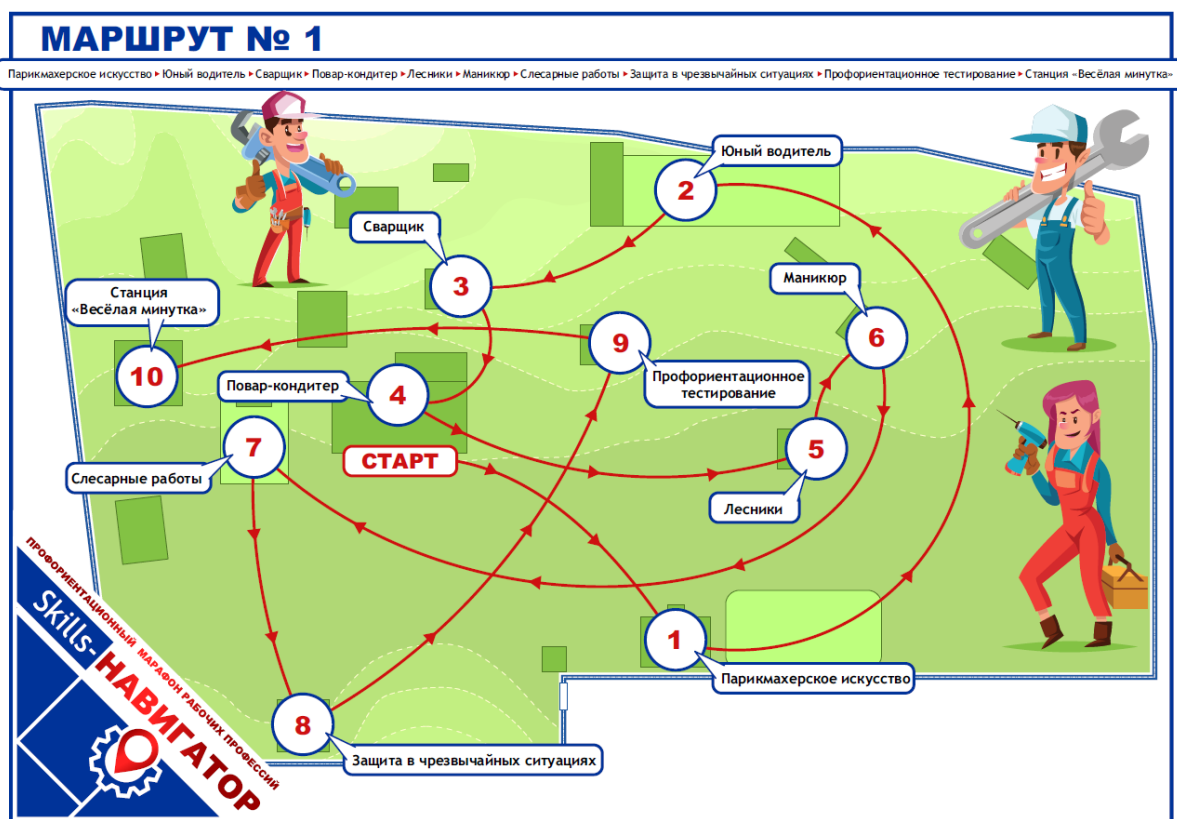 МАРШРУТ № 1
Парикмахерское искусство ▸ Юный водитель ▸ Сварщик ▸ Повар-кондитер ▸ Лесники ▸ Маникюр ▸ Слесарные работы ▸ Защита в чрезвычайных ситуациях ▸ Профориентационное тестирование ▸ Станция «Весёлая минутка»
Юный водитель
2
Сварщик
3
Маникюр
6
Станция
«Весёлая минутка»
10
9
Профориентационное
тестирование
Повар-кондитер
4
7
СТАРТ
5
Слесарные работы
Лесники
1
Парикмахерское искусство
8
Защита в чрезвычайных ситуациях
ПРОФОРИЕНТАЦИОННЫЙ МАРАФОН РАБОЧИХ ПРОФЕССИЙ
Skills-
НАВИГАТОР